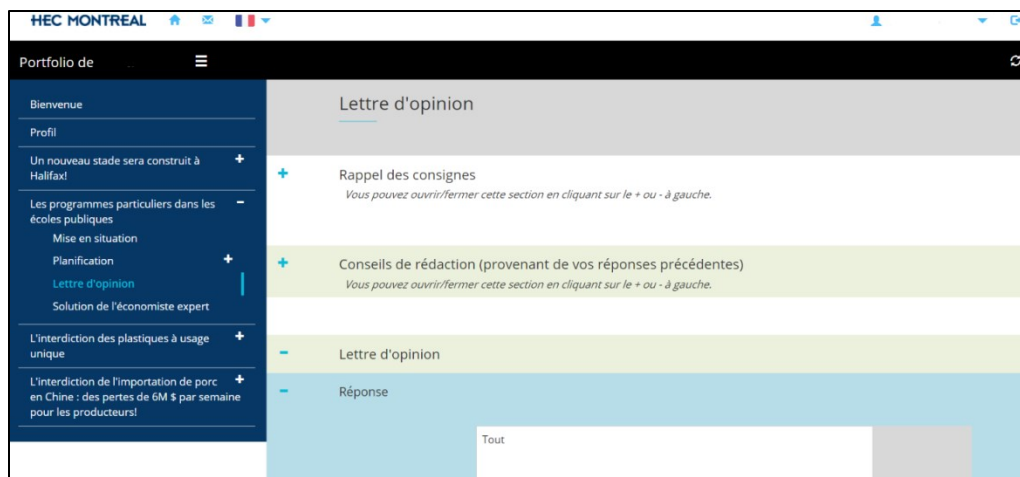 HEC MONTREAL
Portfolio de
Bienvenue
Profil
Un nouveau stade sera construit à
Halifax!
Les programmes particuliers dans les
écoles publiques
Mise en situation
Planification
Lettre d'opinion
Solution de l'économiste expert
L'interdiction des plastiques à usage
unique
L'interdiction de l'importation de porc
en Chine : des pertes de 6M $ par semaine
pour les producteurs!
Lettre d'opinion
Rappel des consignes
Vous pouvez ouvrir/fermer cette section en cliquant sur le + ou - à gauche.
Conseils de rédaction (provenant de vos réponses précédentes)
Vous pouvez ouvrir/fermer cette section en cliquant sur le + ou - à gauche.
Lettre d'opinion
Réponse
Tout